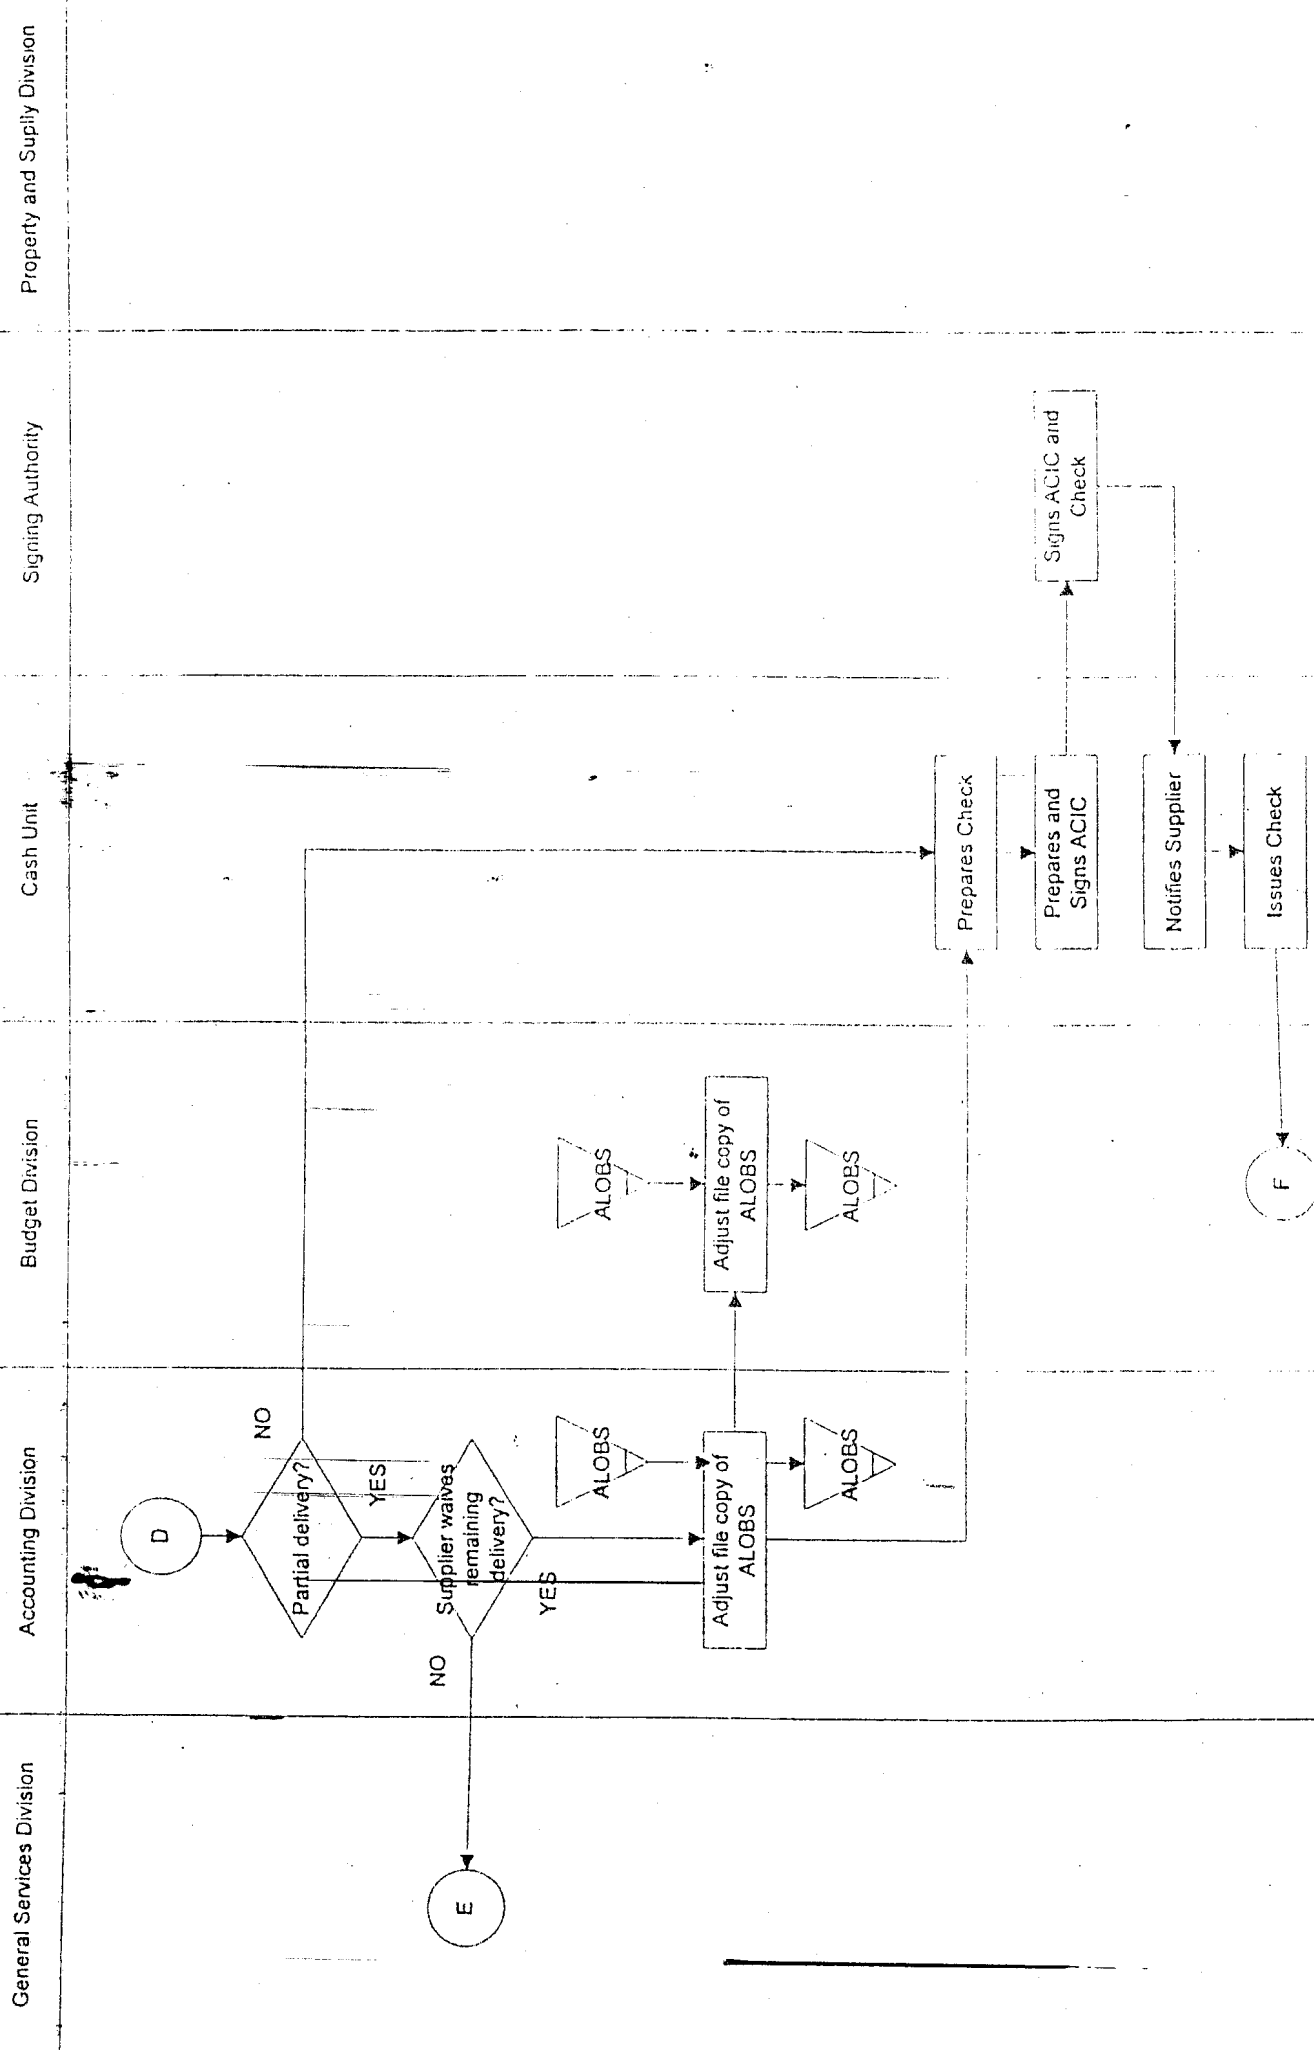 General Services Division
Accounting Division
Budget Division
Cash Unit
Signing Authority
Property and Suplly Division
D
Partial delivery?
NO
YES
Supplier waives
remaining
delivery?
NO
E
YES
ALOBS
ALOBS
Adjust file copy of
ALOBS
Adjust file copy of
ALOBS
ALOBS
ALOBS
Prepares Check
Prepares and
Signs ACIC
Signs ACIC and
Check
Notifies Supplier
Issues Check
F